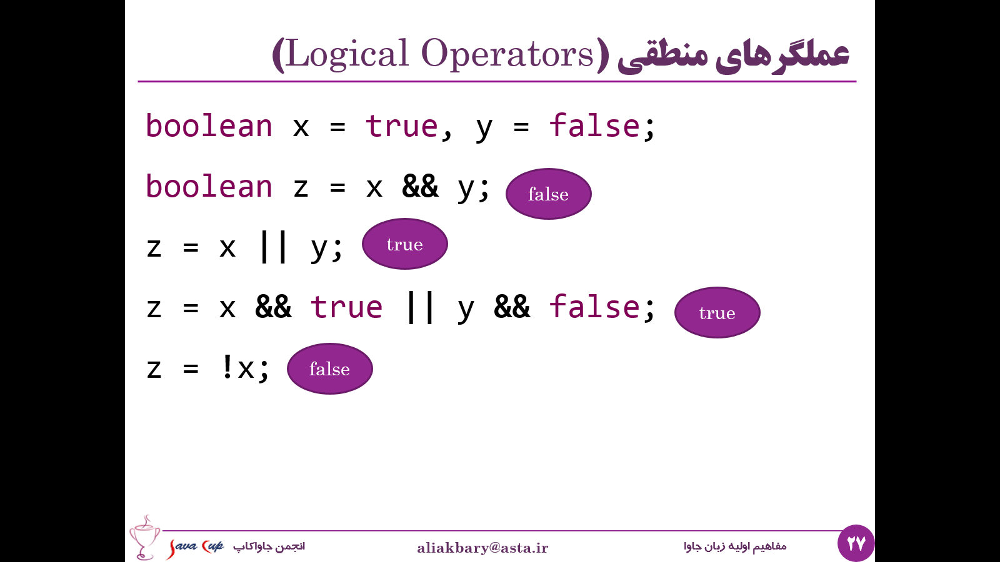 عملگرهای منطقی (Logical Operators)
boolean x = true, y = false;
boolean z = x && y; false
z = x || y; true
z = x && true || y && false; true
z = !x; false
Java Cup انجمن جاواکاپ aliakbary@asta.ir مفاهیم اولیه زبان جاوا ۲۷